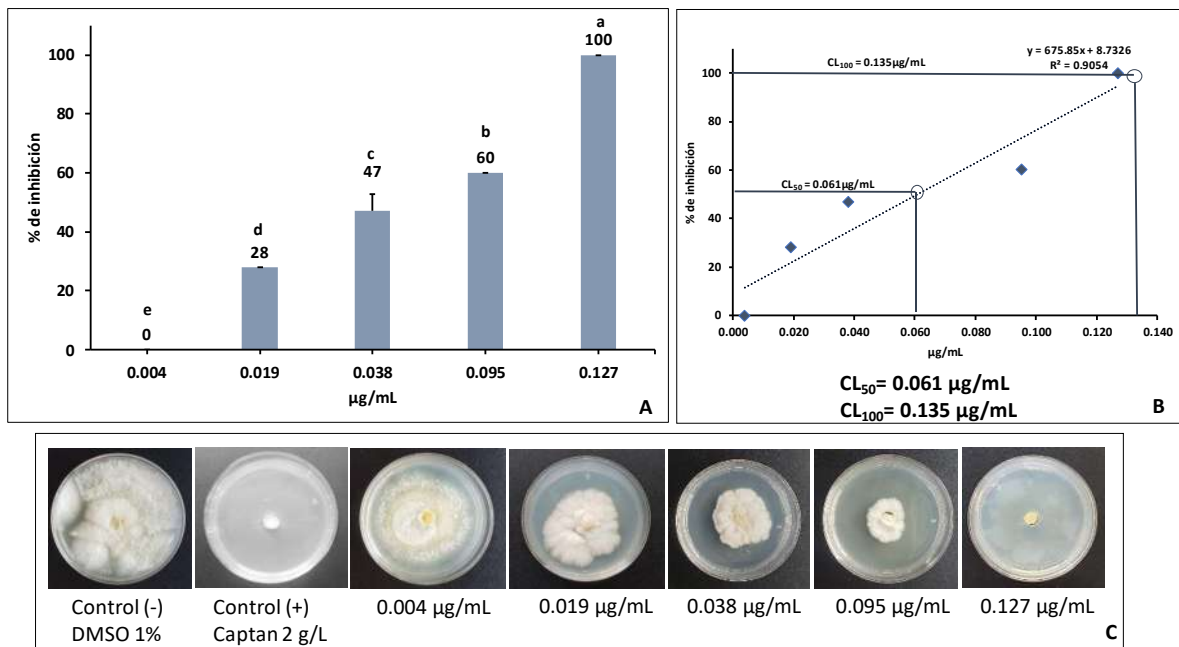 a
100
b
60
c
47
d
28
e
0
100
80
60
40
20
0
% de inhibición
0.004 0.019 0.038 0.095 0.127
µg/mL
A
y = 675.85x + 8.7326
R² = 0.9054
CL100 = 0.135µg/mL
CL50 = 0.061µg/mL
100
80
60
40
20
0
% de inhibición
0.000 0.020 0.040 0.060 0.080 0.100 0.120 0.140
µg/mL
CL50= 0.061 µg/mL
CL100= 0.135 µg/mL
B
Control (-)
DMSO 1%
Control (+)
Captan 2 g/L
0.004 µg/mL
0.019 µg/mL
0.038 µg/mL
0.095 µg/mL
0.127 µg/mL
C